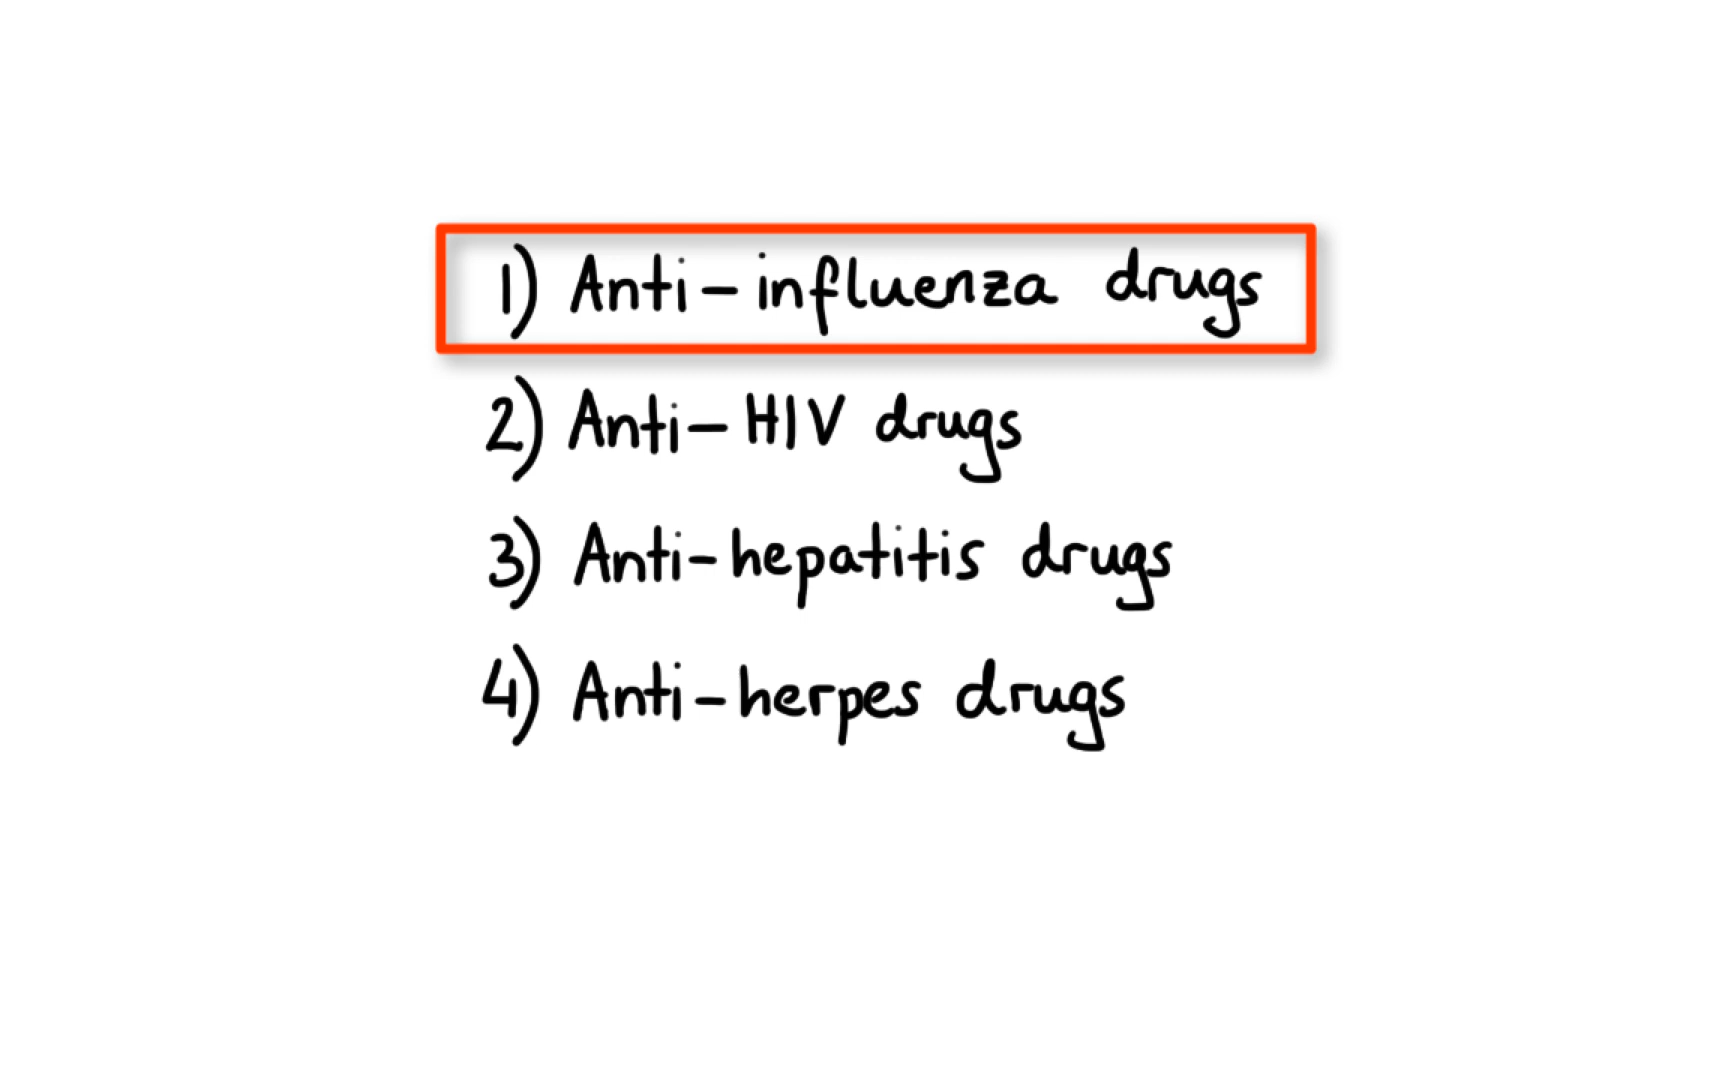 1) Anti-influenza drugs
2) Anti-HIV drugs
3) Anti-hepatitis drugs
4) Anti-herpes drugs